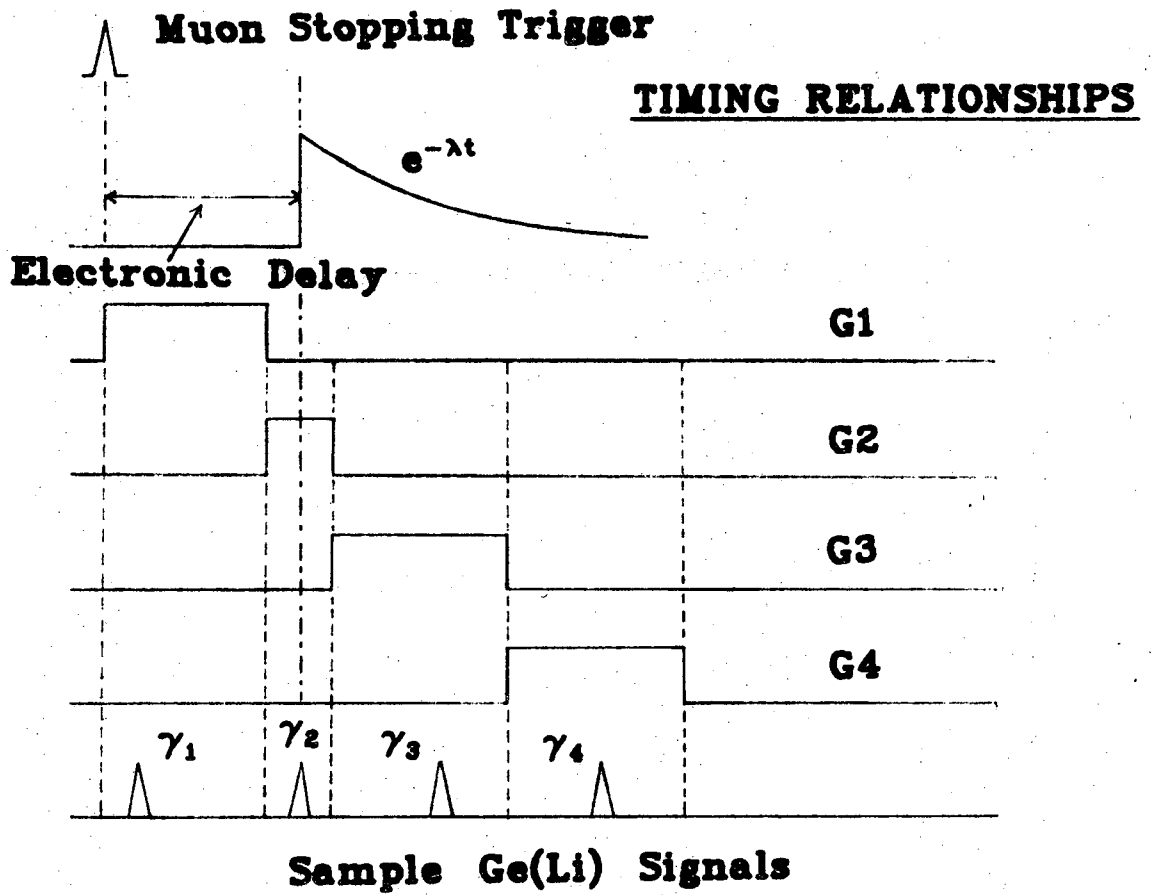 Muon Stopping Trigger
TIMING RELATIONSHIPS
e^{-λt}
Electronic Delay
G1
G2
G3
G4
γ₁
γ₂
γ₃
γ₄
Sample Ge(Li) Signals